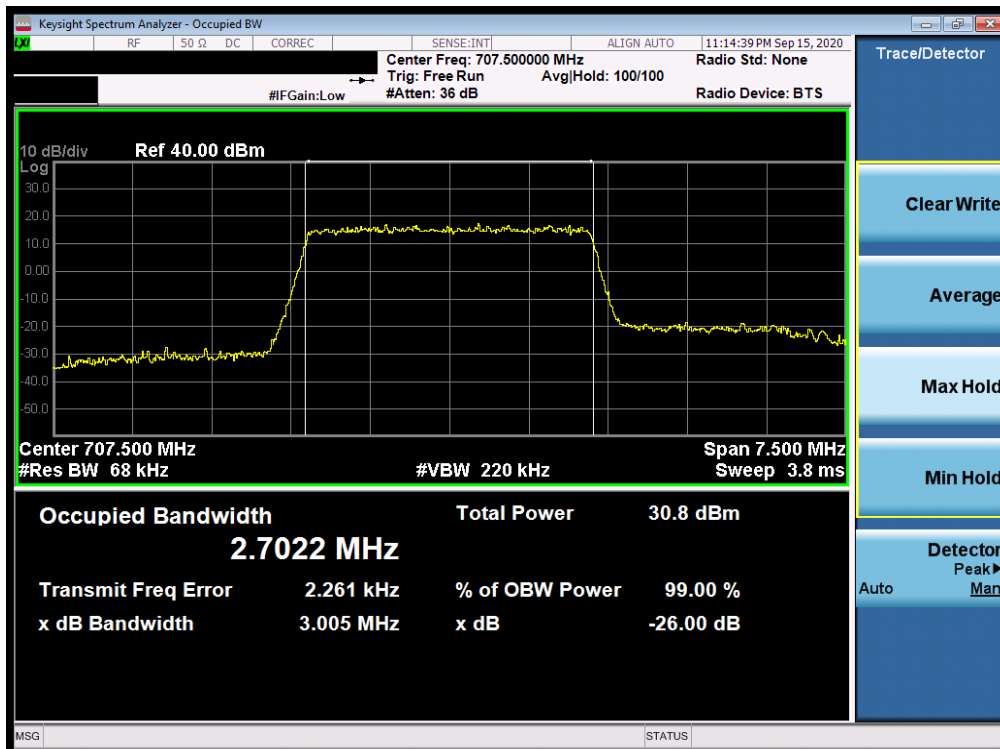 Keysight Spectrum Analyzer - Occupied BW
LXI RF 50 Ω DC CORREC SENSE:INT ALIGN AUTO 11:14:39 PM Sep 15, 2020
Center Freq: 707.500000 MHz Radio Std: None
Trig: Free Run Avg|Hold: 100/100
#IFGain:Low #Atten: 36 dB Radio Device: BTS
10 dB/div Ref 40.00 dBm
Log
30.0
20.0
10.0
0.00
-10.0
-20.0
-30.0
-40.0
-50.0
Center 707.500 MHz Span 7.500 MHz
#Res BW 68 kHz #VBW 220 kHz Sweep 3.8 ms
Occupied Bandwidth Total Power 30.8 dBm
2.7022 MHz
Transmit Freq Error 2.261 kHz % of OBW Power 99.00 %
x dB Bandwidth 3.005 MHz x dB -26.00 dB
MSG STATUS
Trace/Detector
Clear Write
Average
Max Hold
Min Hold
Detector
Peak▶
Auto Man